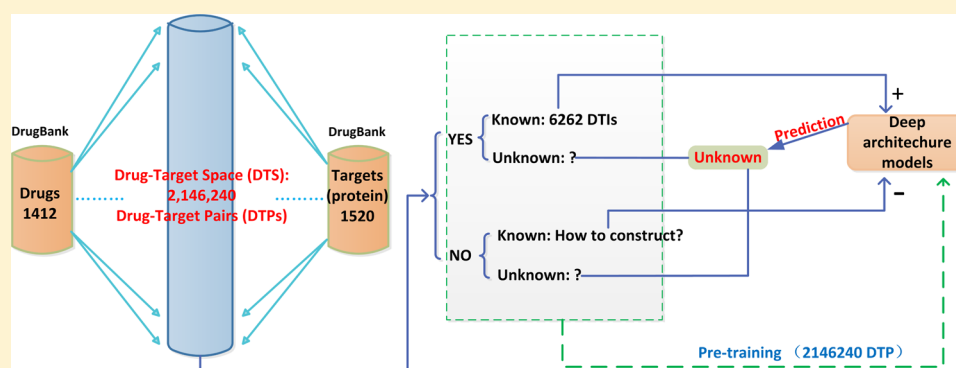 DrugBank
Drugs
1412
Drug-Target Space (DTS):
2,146,240
Drug-Target Pairs (DTPs)
DrugBank
Targets
(protein)
1520
YES
Known: 6262 DTIs
Unknown: ?
NO
Known: How to construct?
Unknown: ?
Unknown
Prediction
+
Deep
architechure
models
-
Pre-training （2146240 DTP）